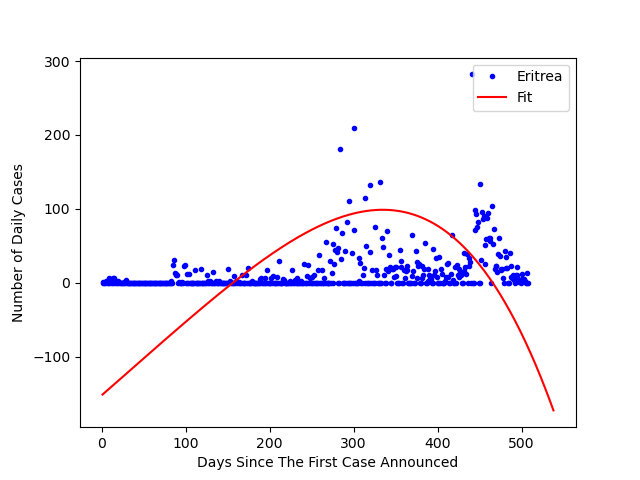 300
200
100
0
−100
0
100
200
300
400
500
Number of Daily Cases
Days Since The First Case Announced
Eritrea
Fit